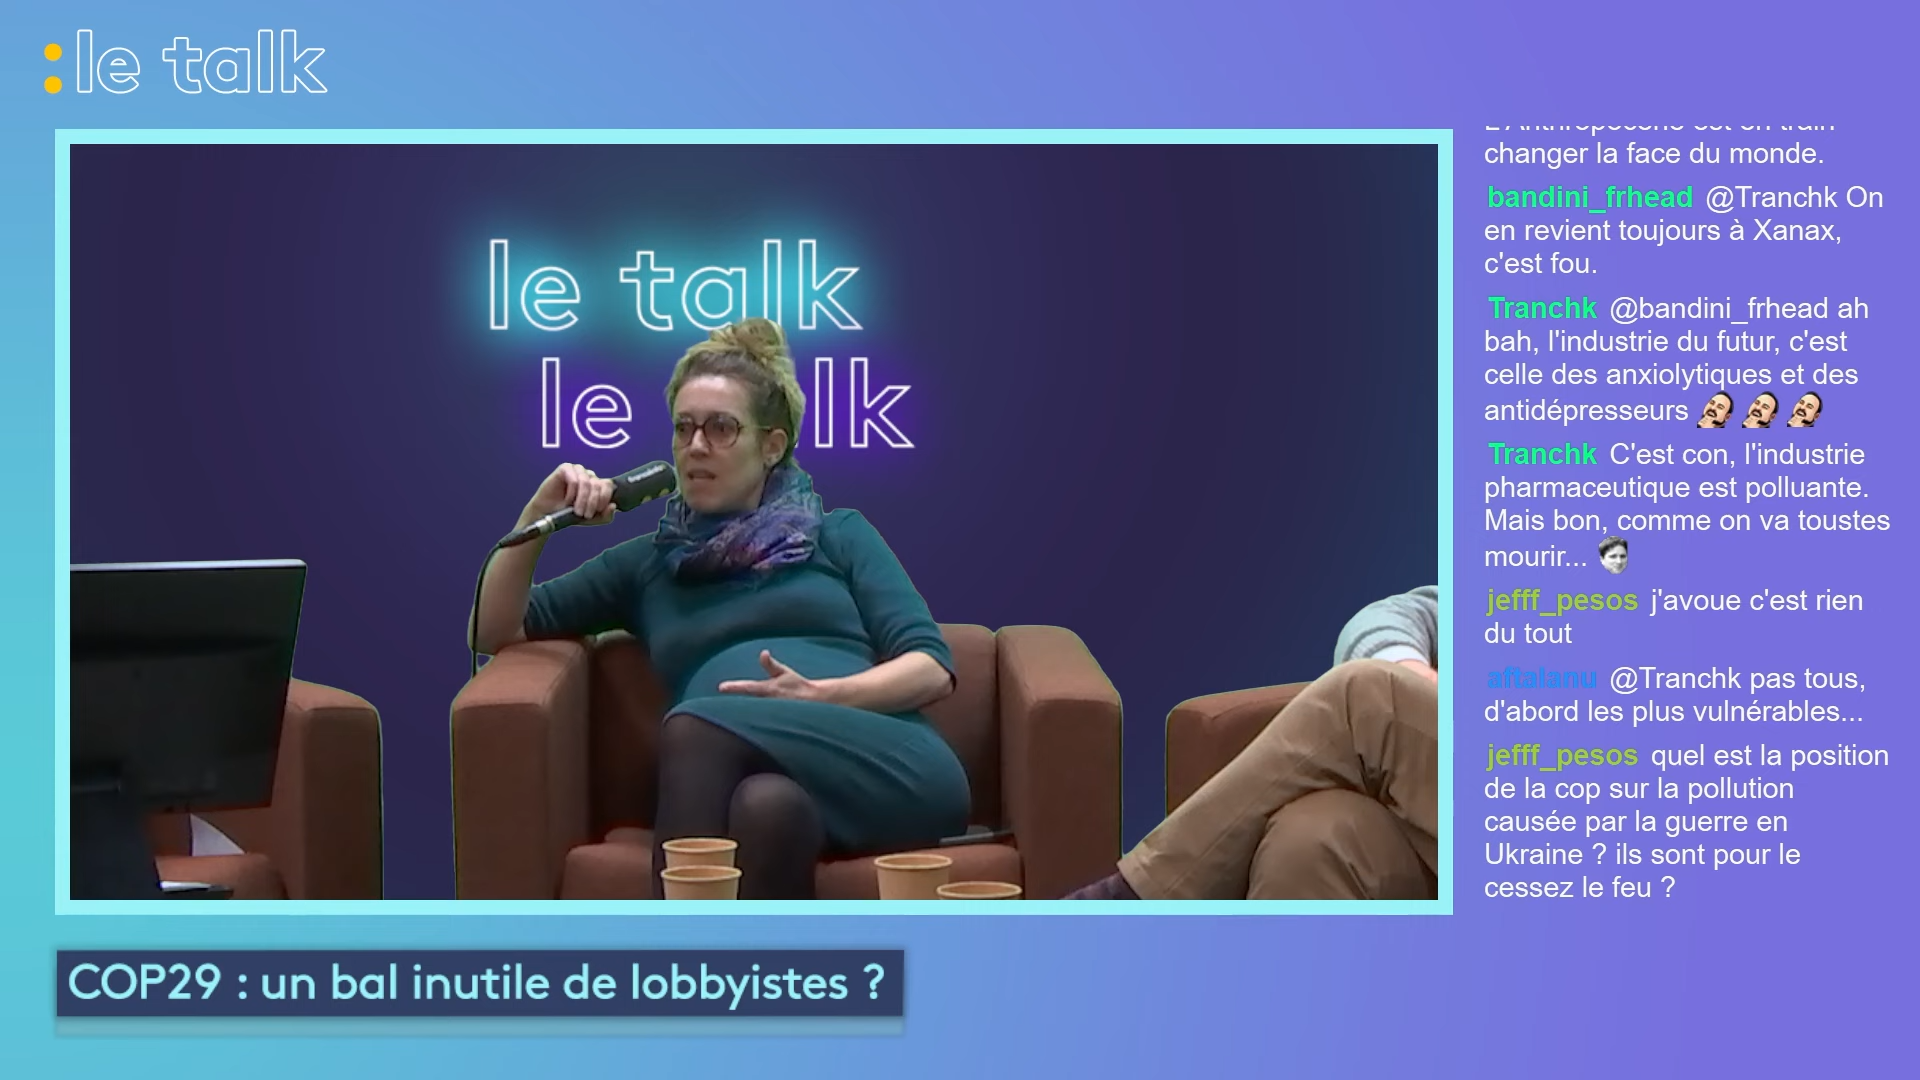 :le talk
le talk
le
lk
changer la face du monde.
bandini_frhead @Tranchk On
en revient toujours à Xanax,
c'est fou.
Tranchk @bandini_frhead ah
bah, l'industrie du futur, c'est
celle des anxiolytiques et des
antidépresseurs
Tranchk C'est con, l'industrie
pharmaceutique est polluante.
Mais bon, comme on va toustes
mourir...
jefff_pesos j'avoue c'est rien
du tout
aftalanu @Tranchk pas tous,
d'abord les plus vulnérables...
jefff_pesos quel est la position
de la cop sur la pollution
causée par la guerre en
Ukraine ? ils sont pour le
cessez le feu ?
COP29 : un bal inutile de lobbyistes ?